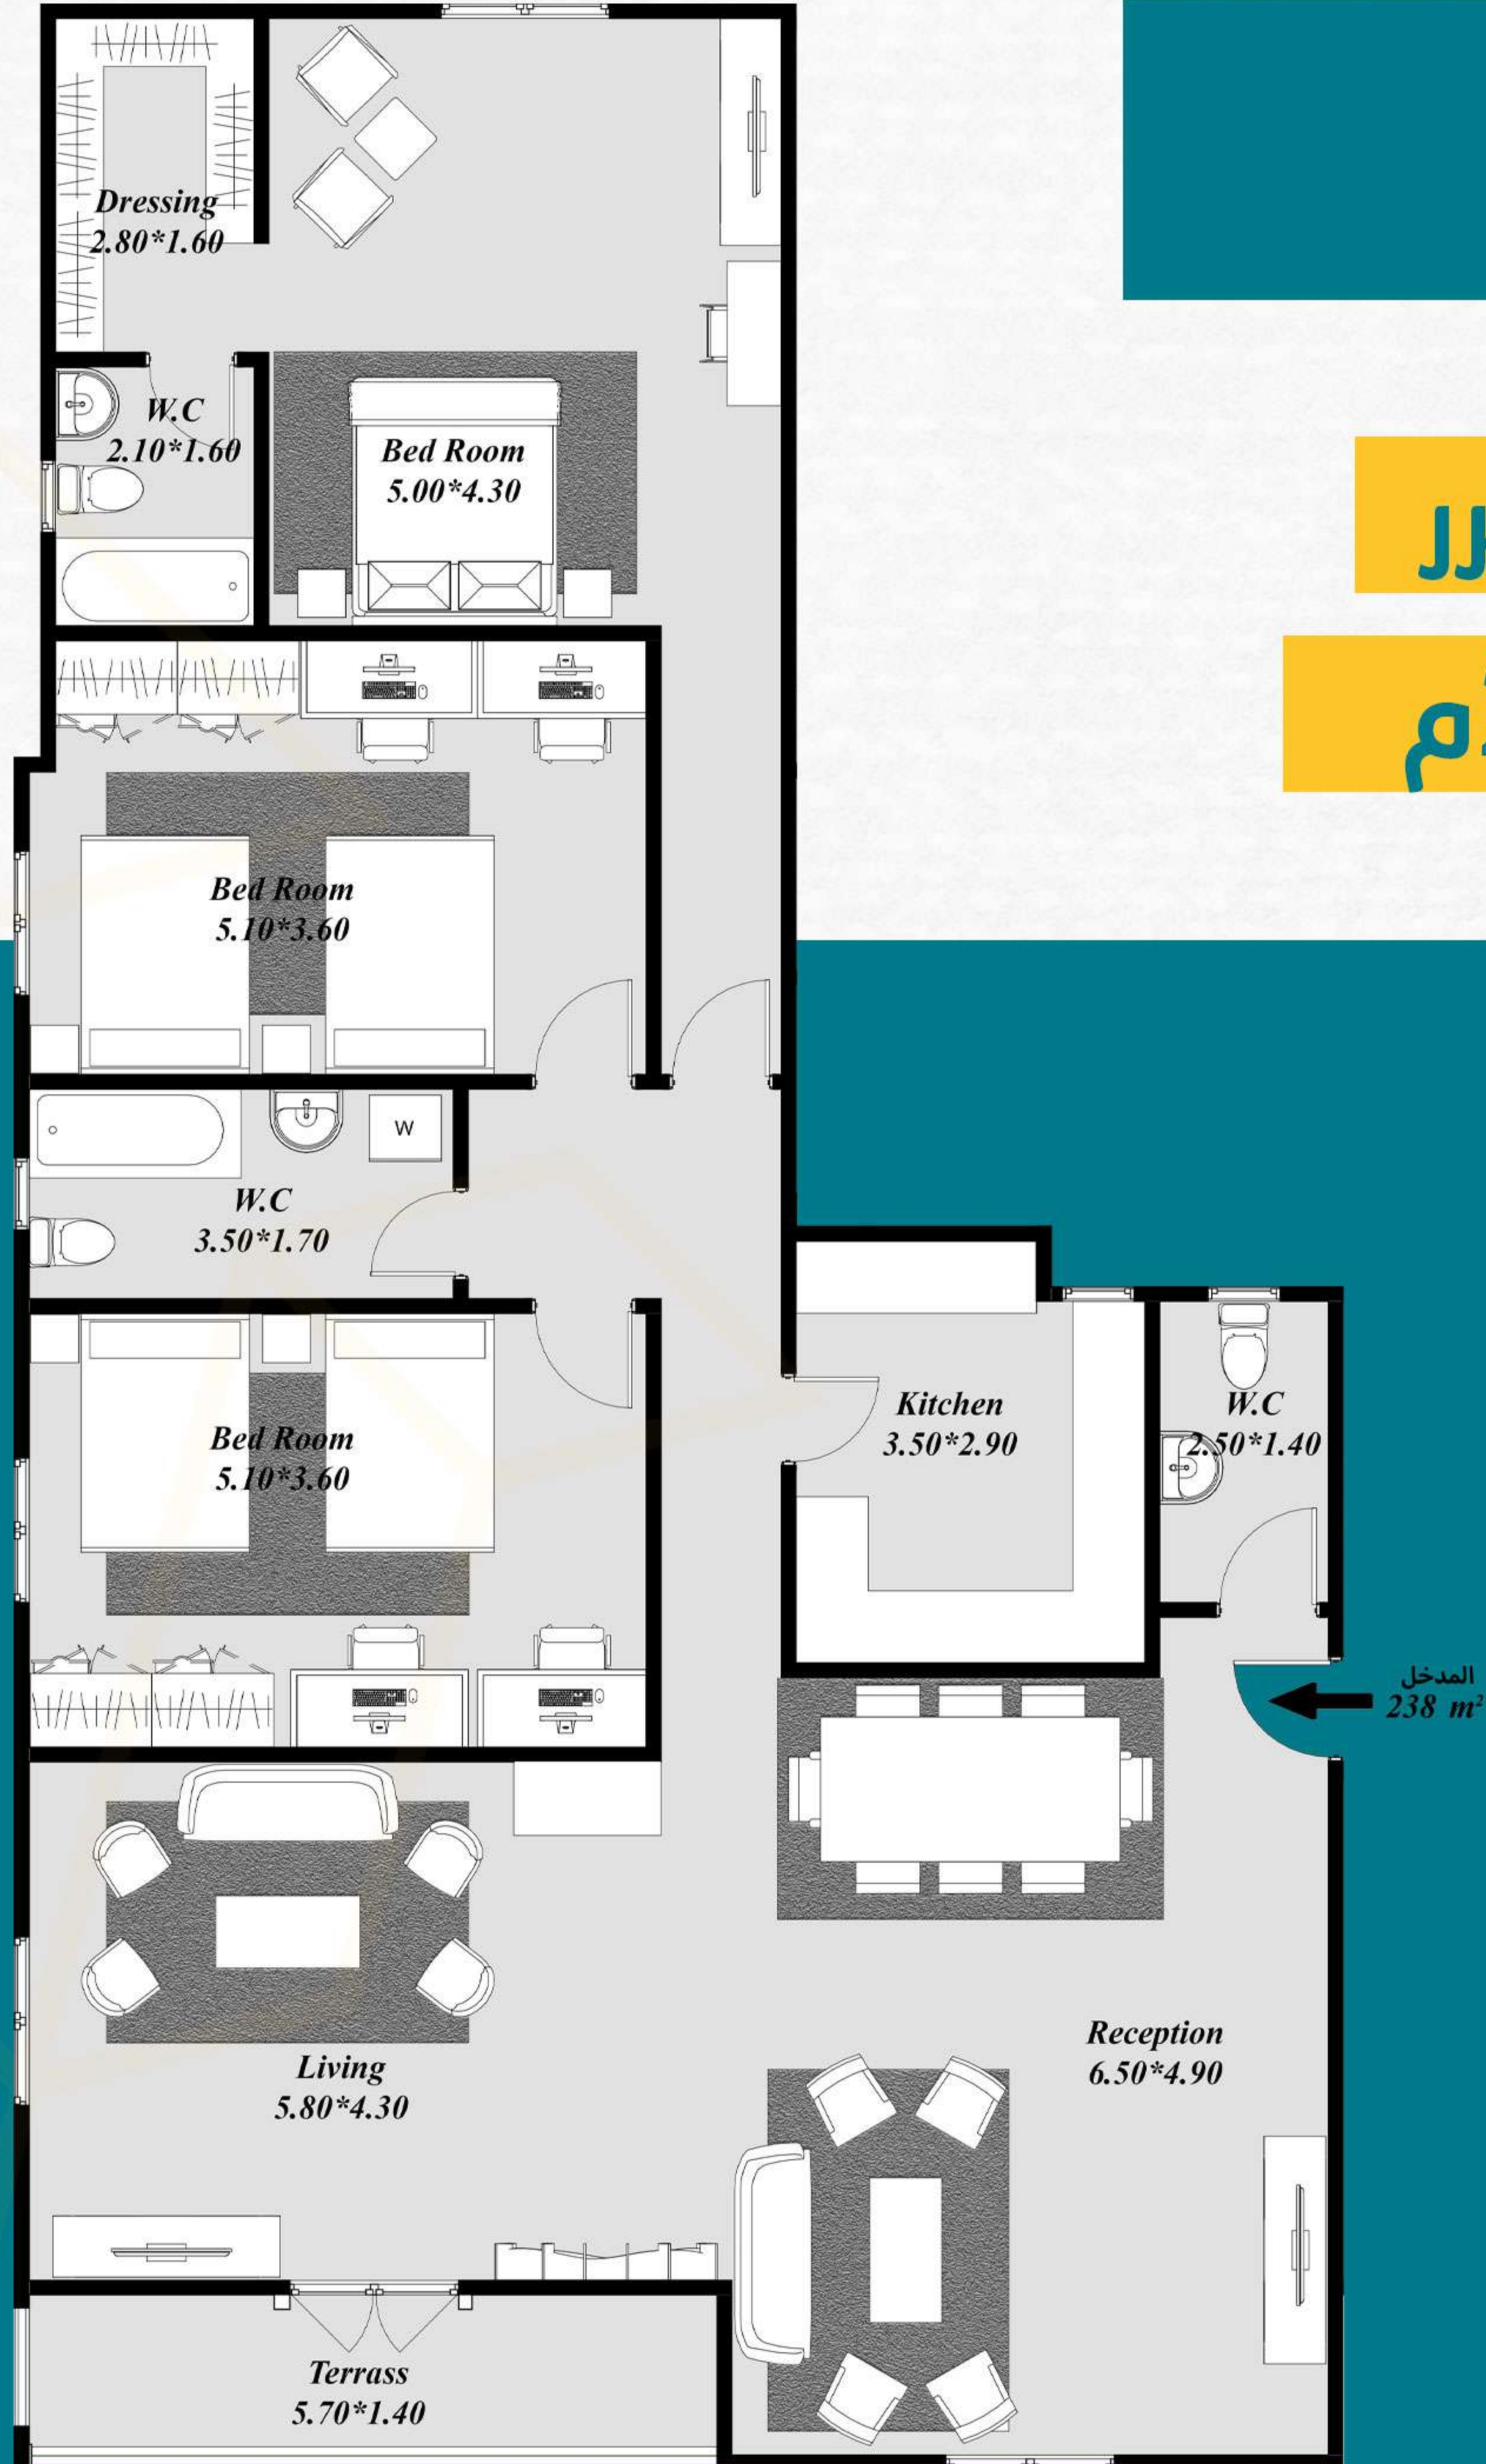 Dressing
2.80*1.60
W.C
2.10*1.60
Bed Room
5.00*4.30
Bed Room
5.10*3.60
W
W.C
3.50*1.70
Bed Room
5.10*3.60
Kitchen
3.50*2.90
W.C
2.50*1.40
المدخل
238 m²
Reception
6.50*4.90
Living
5.80*4.30
Terrass
5.70*1.40